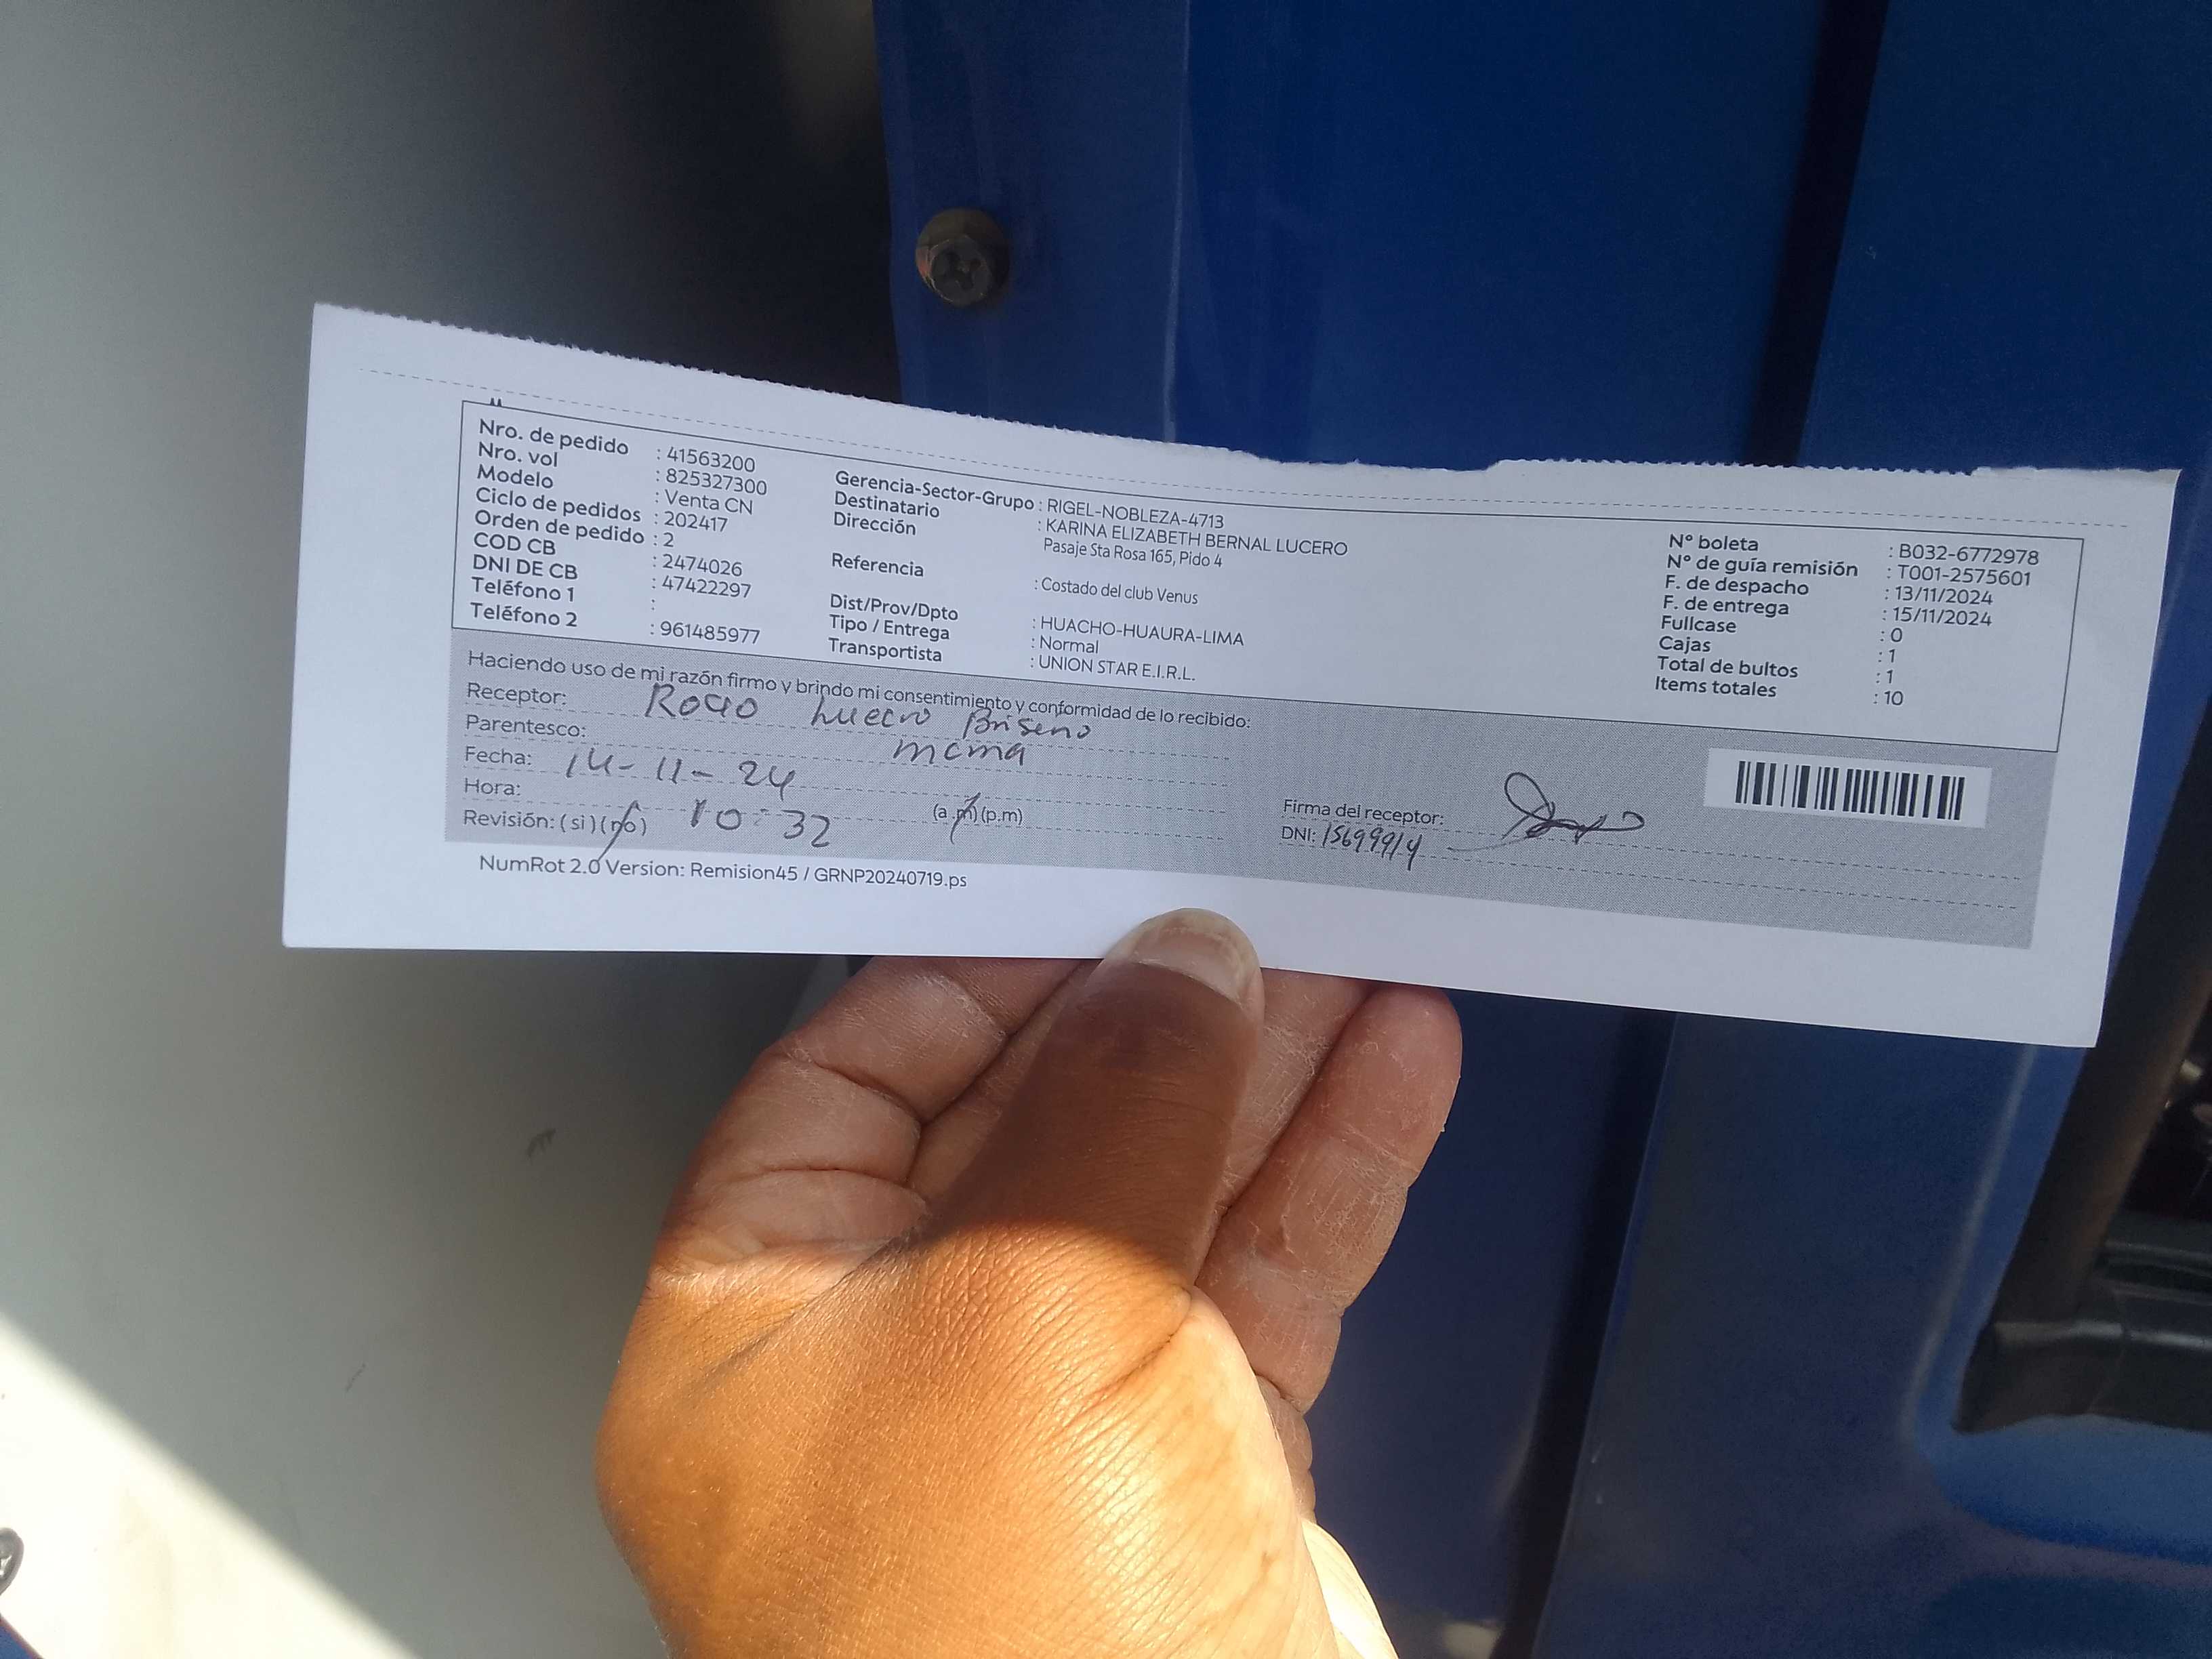 Nro. de pedido : 41563200
Nro. vol : 825327300
Modelo : Venta CN
Ciclo de pedidos : 202417
Orden de pedido : 2
COD CB : 2474026
DNI DE CB : 47422297
Teléfono 1 :
Teléfono 2 : 961485977
Gerencia-Sector-Grupo : RIGEL-NOBLEZA-4713
Destinatario : KARINA ELIZABETH BERNAL LUCERO
Dirección Pasaje Sta Rosa 165, Pido 4
Referencia : Costado del club Venus
Dist/Prov/Dpto : HUACHO-HUAURA-LIMA
Tipo / Entrega : Normal
Transportista : UNION STAR E.I.R.L.
N° boleta : B032-6772978
N° de guía remisión : T001-2575601
F. de despacho : 13/11/2024
F. de entrega : 15/11/2024
Fullcase : 0
Cajas : 1
Total de bultos : 1
Items totales : 10
Haciendo uso de mi razón firmo y brindo mi consentimiento y conformidad de lo recibido:
Receptor: Rocio Briseño
Parentesco: mama
Fecha: 14-11-24
Hora: 10:32 (a.m) (p.m)
Revisión: (si) (no)
Firma del receptor:
DNI: 15699914
NumRot 2.0 Version: Remision45 / GRNP20240719.ps